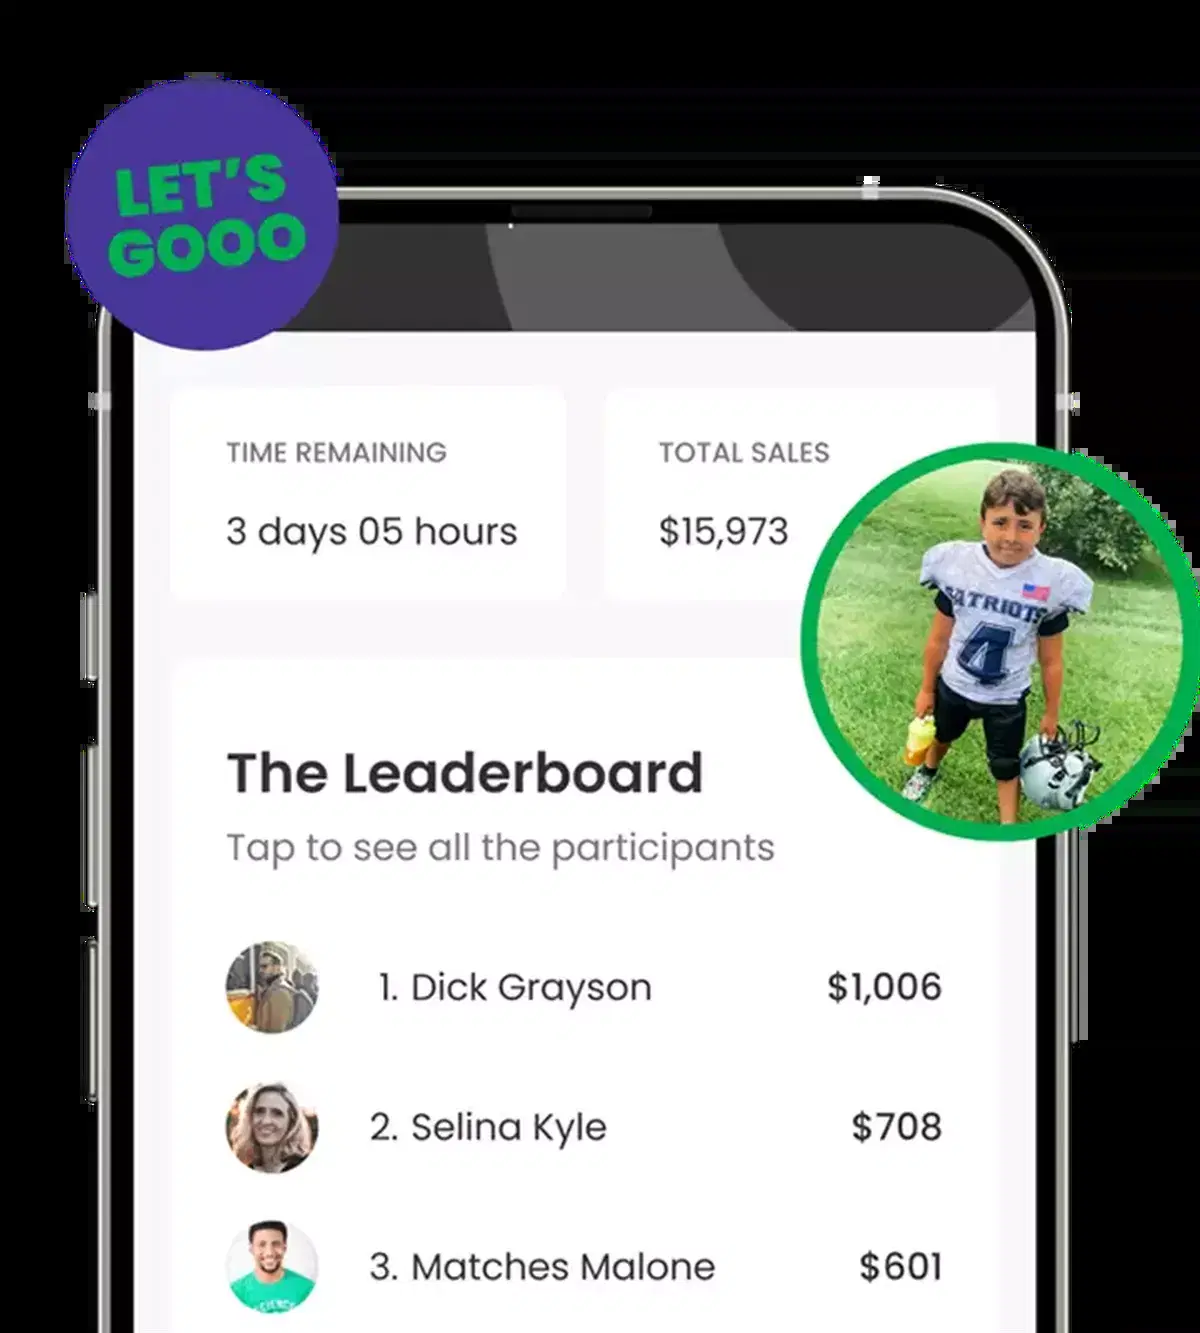 LET'S
GOOO
TIME REMAINING
3 days 05 hours
TOTAL SALES
$15,973
PATRIOTS
4
The Leaderboard
Tap to see all the participants
1. Dick Grayson $1,006
2. Selina Kyle $708
3. Matches Malone $601